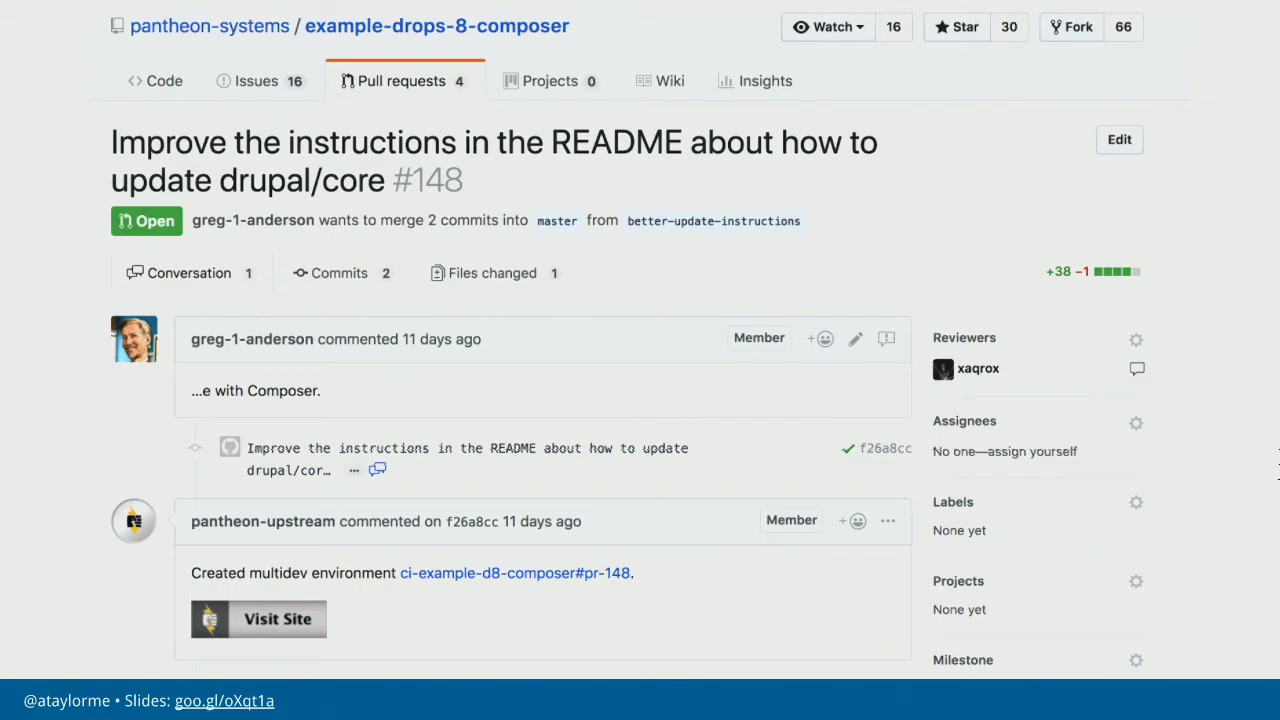 pantheon-systems / example-drops-8-composer
Watch 16 Star 30 Fork 66
Code Issues 16 Pull requests 4 Projects 0 Wiki Insights
Improve the instructions in the README about how to
update drupal/core #148
Edit
Open greg-1-anderson wants to merge 2 commits into master from better-update-instructions
Conversation 1 Commits 2 Files changed 1 +38 −1
greg-1-anderson commented 11 days ago Member
...e with Composer.
Improve the instructions in the README about how to update
drupal/cor… ... f26a8cc
pantheon-upstream commented on f26a8cc 11 days ago Member
Created multidev environment ci-example-d8-composer#pr-148.
Visit Site
Reviewers
xaqrox
Assignees
No one—assign yourself
Labels
None yet
Projects
None yet
Milestone
@ataylorme • Slides: goo.gl/oXqt1a